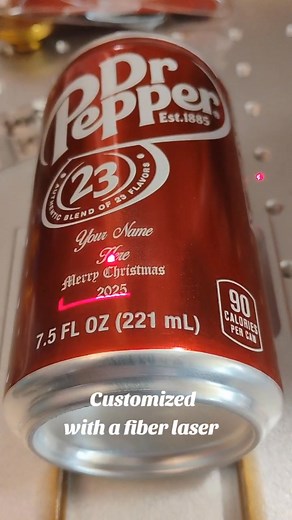 Dr
Pepper
Est.1885
23
AUTHENTIC BLEND OF 23 FLAVORS
Your Name
Here
Merry Christmas
2025
7.5 FL OZ (221 mL)
90
CALORIES
PER CAN
Customized
with a fiber laser